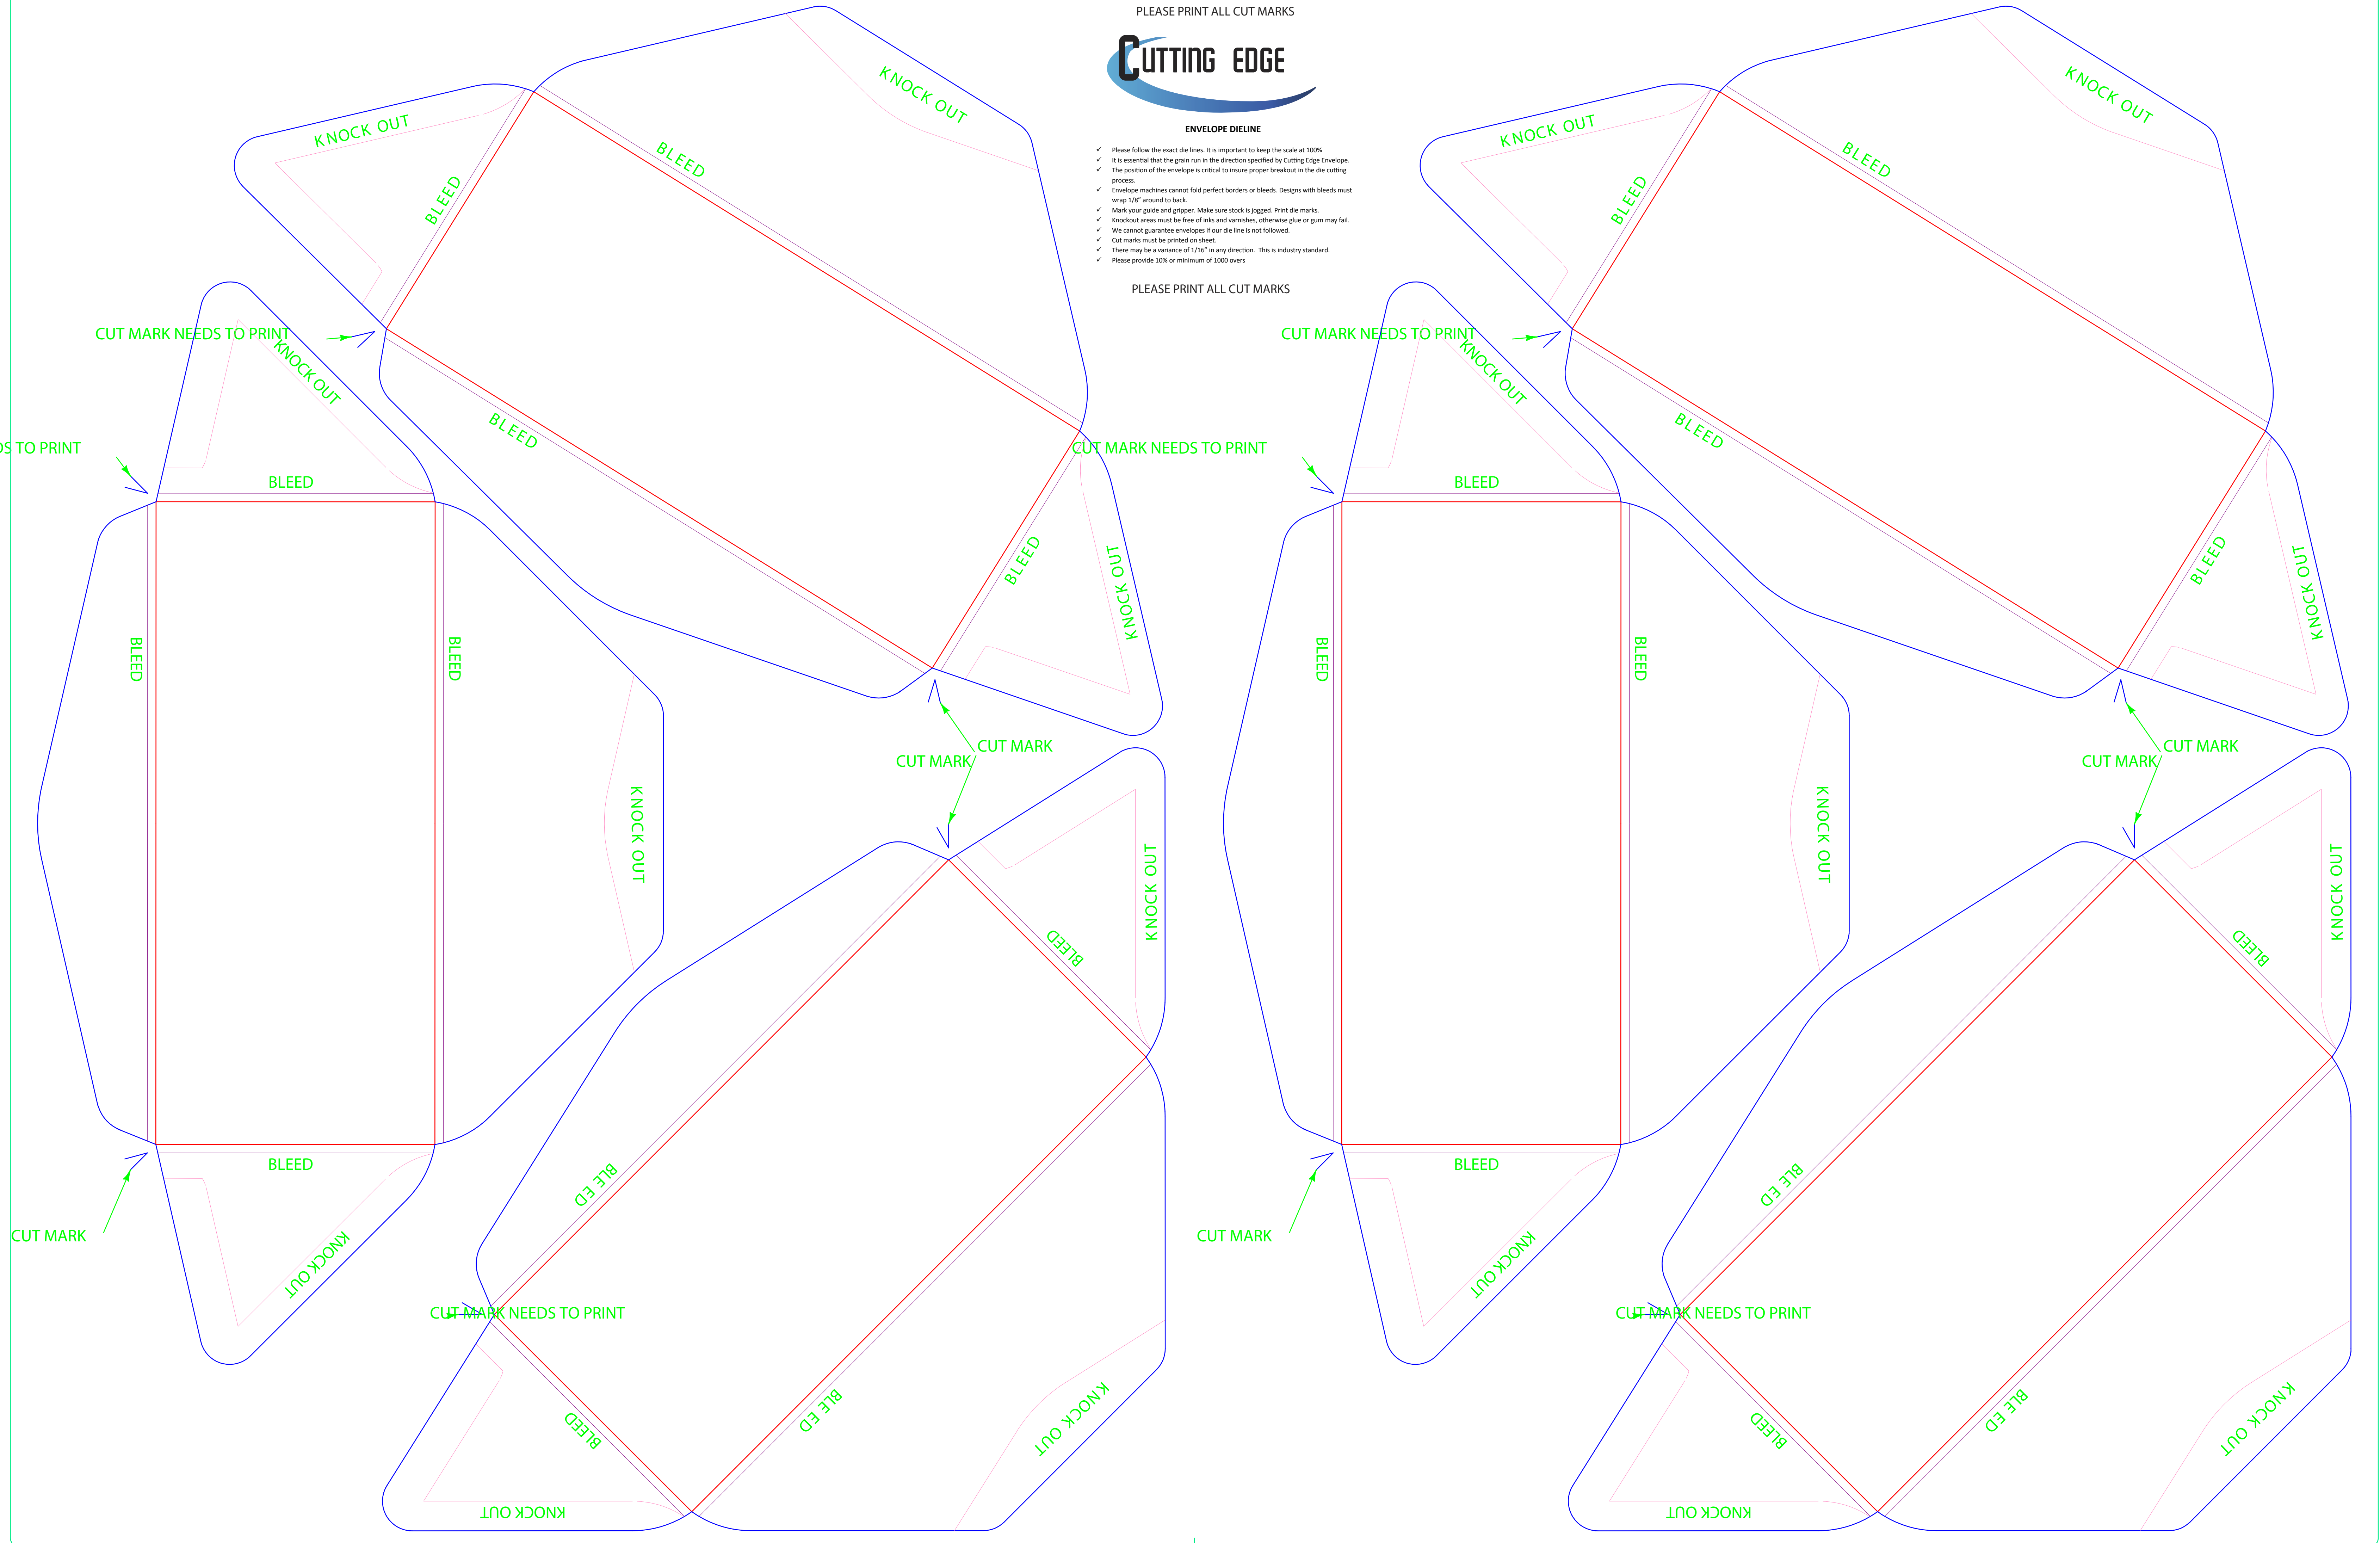 PLEASE PRINT ALL CUT MARKS
CUTTING EDGE
ENVELOPE DIELINE
✓ Please follow the exact die lines. It is important to keep the scale at 100%
✓ It is essential that the grain run in the direction specified by Cutting Edge Envelope.
✓ The position of the envelope is critical to insure proper breakout in the die cutting
process.
✓ Envelope machines cannot fold perfect borders or bleeds. Designs with bleeds must
wrap 1/8" around to back.
✓ Mark your guide and gripper. Make sure stock is jogged. Print die marks.
✓ Knockout areas must be free of inks and varnishes, otherwise glue or gum may fail.
✓ We cannot guarantee envelopes if our die line is not followed.
✓ Cut marks must be printed on sheet.
✓ There may be a variance of 1/16" in any direction. This is industry standard.
✓ Please provide 10% or minimum of 1000 overs
PLEASE PRINT ALL CUT MARKS
KNOCK OUT
KNOCK OUT
BLEED
BLEED
CUT MARK NEEDS TO PRINT
KNOCK OUT
BLEED
TO PRINT
CUT MARK NEEDS TO PRINT
BLEED
BLEED
KNOCK OUT
BLEED
BLEED
CUT MARK
CUT MARK
KNOCK OUT
KNOCK OUT
BLEED
BLEED
BLE ED
CUT MARK
KNOCK OUT
CUT MARK NEEDS TO PRINT
BLEED
BLE ED
KNOCK OUT
KNOCK OUT
KNOCK OUT
KNOCK OUT
BLEED
BLEED
CUT MARK NEEDS TO PRINT
KNOCK OUT
BLEED
BLEED
BLEED
KNOCK OUT
BLEED
BLEED
CUT MARK
CUT MARK
KNOCK OUT
KNOCK OUT
BLEED
BLEED
BLE ED
CUT MARK
KNOCK OUT
CUT MARK NEEDS TO PRINT
BLEED
BLE ED
KNOCK OUT
KNOCK OUT